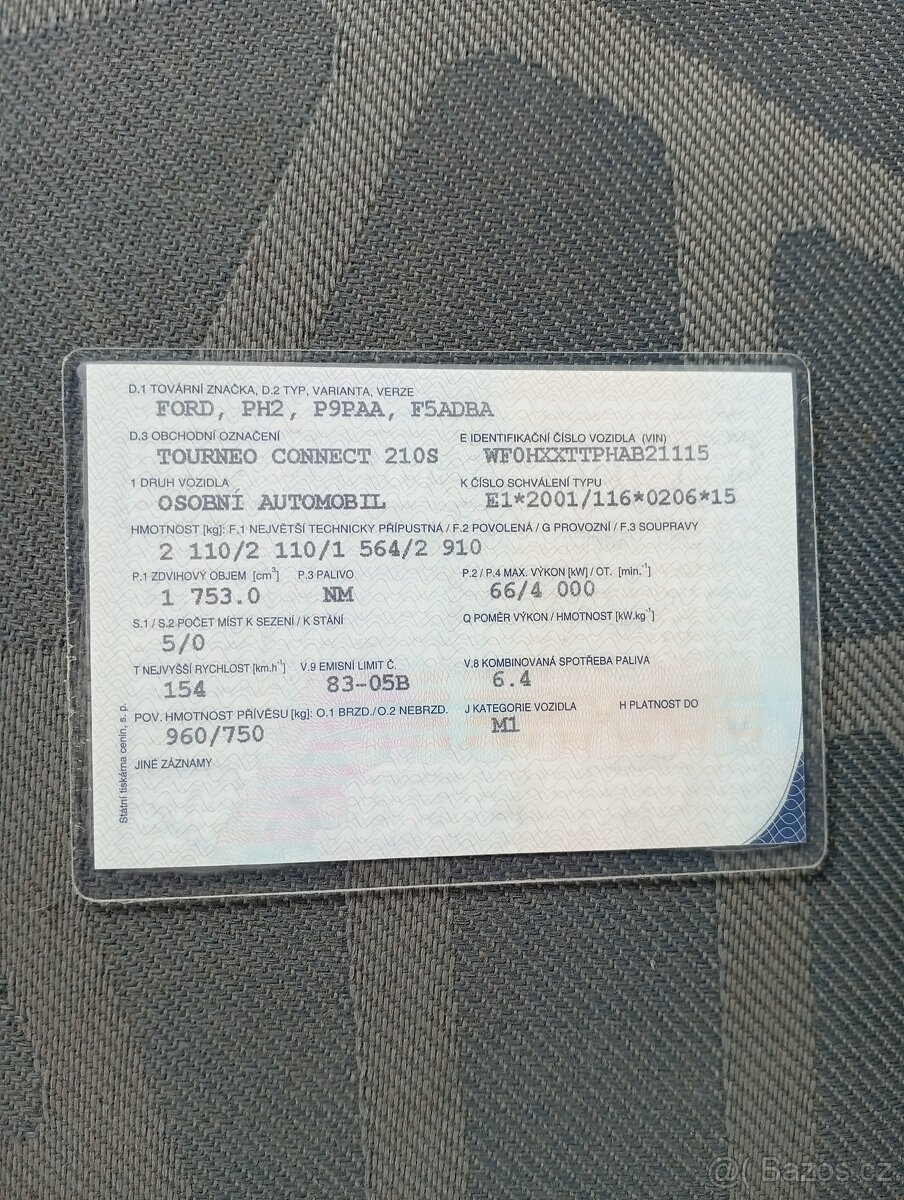 D.1 TOVÁRNÍ ZNAČKA, D.2 TYP, VARIANTA, VERZE
FORD, PH2, P9PAA, F5ADBA
D.3 OBCHODNÍ OZNAČENÍ E IDENTIFIKAČNÍ ČÍSLO VOZIDLA (VIN)
TOURNEO CONNECT 210S WF0HXXTTPHAB21115
1 DRUH VOZIDLA K ČÍSLO SCHVÁLENÍ TYPU
OSOBNÍ AUTOMOBIL E1*2001/116*0206*15
HMOTNOST [kg]: F.1 NEJVĚTŠÍ TECHNICKY PŘÍPUSTNÁ / F.2 POVOLENÁ / G PROVOZNÍ / F.3 SOUPRAVY
2 110/2 110/1 564/2 910
P.1 ZDVIHOVÝ OBJEM [cm³] P.3 PALIVO P.2 / P.4 MAX. VÝKON [kW] / OT. [min.⁻¹]
1 753.0 NM 66/4 000
S.1 / S.2 POČET MÍST K SEZENÍ / K STÁNÍ Q POMĚR VÝKON / HMOTNOST [kW.kg⁻¹]
5/0
T NEJVYŠŠÍ RYCHLOST [km.h⁻¹] V.9 EMISNÍ LIMIT Č. V.8 KOMBINOVANÁ SPOTŘEBA PALIVA
154 83-05B 6.4
POV. HMOTNOST PŘÍVĚSU [kg]: O.1 BRZD./O.2 NEBRZD. J KATEGORIE VOZIDLA H PLATNOST DO
960/750 M1
JINÉ ZÁZNAMY
Státní tiskárna cenin, s. p.
@( Bazos.cz